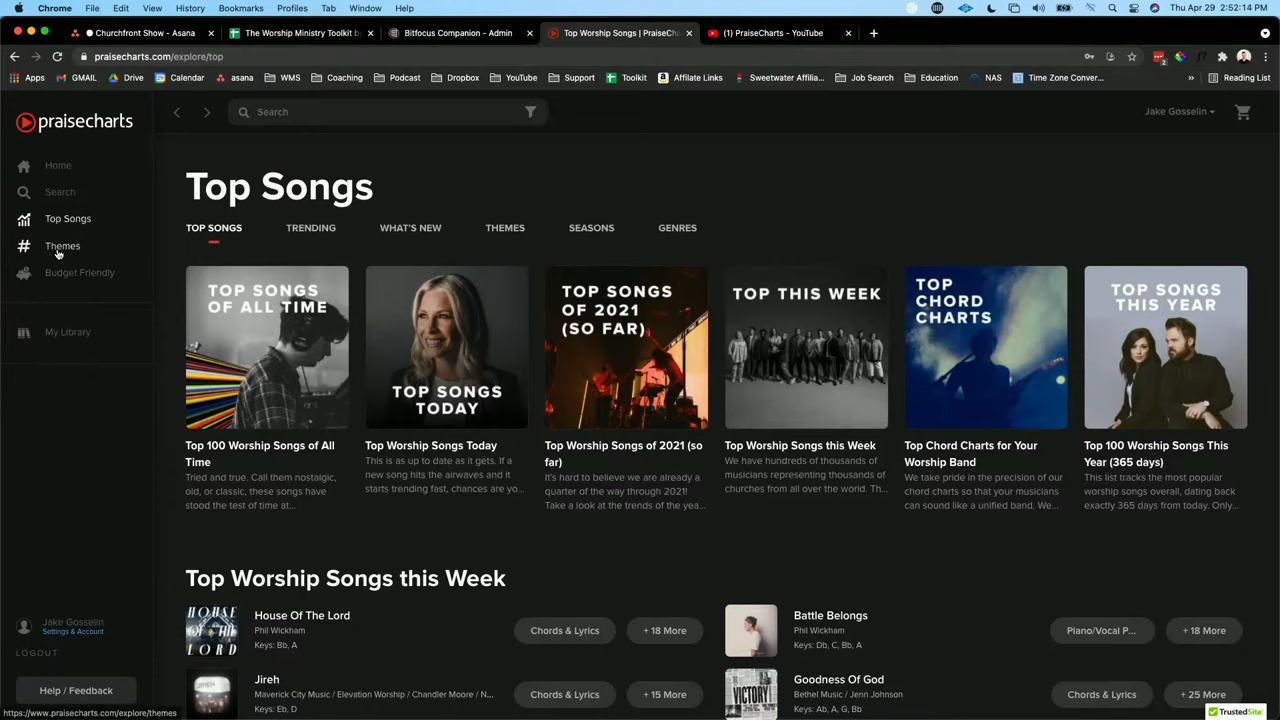 Chrome File Edit View History Bookmarks Profiles Tab Window Help Thu Apr 29 2:52:14 PM
Churchfront Show - Asana The Worship Ministry Toolkit by Bitfocus Companion - Admin Top Worship Songs | PraiseCha (1) PraiseCharts - YouTube
praisecharts.com/explore/top
Apps GMAIL Drive Calendar asana WMS Coaching Podcast Dropbox YouTube Support Toolkit Affiliate Links Sweetwater Affilia... Job Search Education NAS Time Zone Conver... » Reading List
praisecharts
Search
Jake Gosselin
Home
Search
Top Songs
Themes
Budget Friendly
My Library
Jake Gosselin
Settings & Account
LOGOUT
Help / Feedback
https://www.praisecharts.com/explore/themes
Top Songs
TOP SONGS TRENDING WHAT'S NEW THEMES SEASONS GENRES
TOP SONGS
OF ALL TIME
Top 100 Worship Songs of All
Time
Tried and true. Call them nostalgic,
old, or classic, these songs have
stood the test of time at...
TOP SONGS
TODAY
Top Worship Songs Today
This is as up to date as it gets. If a
new song hits the airwaves and it
starts trending fast, chances are yo...
TOP SONGS
OF 2021
(SO FAR)
Top Worship Songs of 2021 (so
far)
It's hard to believe we are already a
quarter of the way through 2021!
Take a look at the trends of the yea...
TOP THIS WEEK
Top Worship Songs this Week
We have hundreds of thousands of
musicians representing thousands of
churches from all over the world. Th...
TOP
CHORD
CHARTS
Top Chord Charts for Your
Worship Band
We take pride in the precision of our
chord charts so that your musicians
can sound like a unified band. We...
TOP SONGS
THIS YEAR
Top 100 Worship Songs This
Year (365 days)
This list tracks the most popular
worship songs overall, dating back
exactly 365 days from today. Only...
Top Worship Songs this Week
HOUSE
OF THE
LORD
House Of The Lord
Phil Wickham
Keys: Bb, A
Chords & Lyrics + 18 More
Battle Belongs
Phil Wickham
Keys: Db, C, Bb, A
Piano/Vocal P... + 18 More
Jireh
Maverick City Music / Elevation Worship / Chandler Moore / N...
Keys: Eb, D
Chords & Lyrics + 15 More
VICTORY!
Goodness Of God
Bethel Music / Jenn Johnson
Keys: Ab, A, G, Bb
Chords & Lyrics + 25 More
TrustedSite